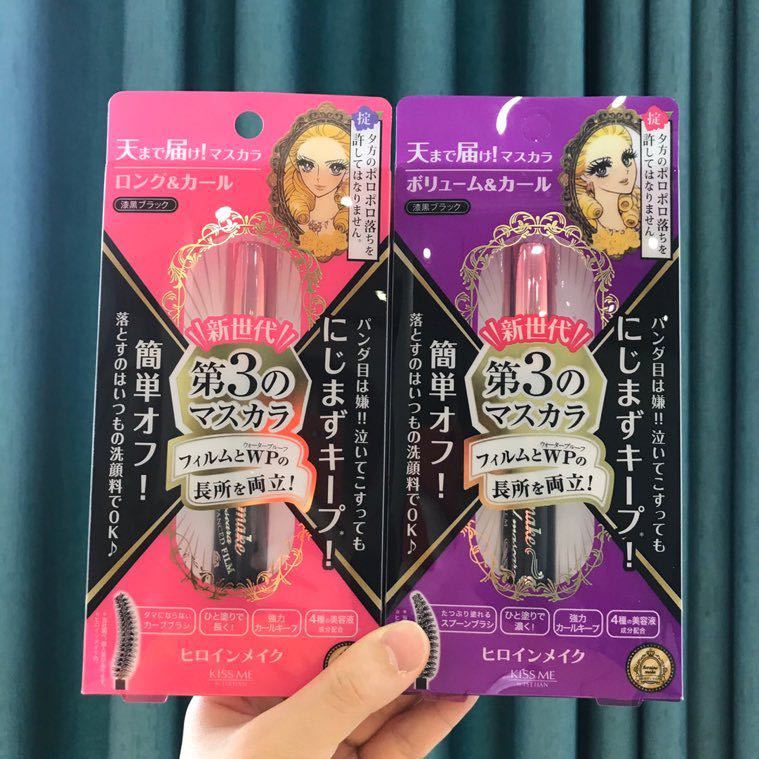 天まで届け!マスカラ
ロング&カール
漆黒ブラック
掟
夕方のポロポロ落ちを
許してはなりません。
新世代
第3の
マスカラ
ウォータープルーフ
フィルムとWPの
長所を両立!
パンダ目は嫌!!泣いてこすっても
にじまずキープ!
簡単オフ!
落とすのはいつもの洗顔料でOK♪
make
ADVANCED FILM
ダマにならない
カーブブラシ
ひと塗りで
長く!
強力
カールキープ
4種の美容液
成分配合
ヒロインメイク
KISS ME
by ISEHAN
天まで届け!マスカラ
ボリューム&カール
漆黒ブラック
掟
夕方のポロポロ落ちを
許してはなりません
新世代
第3の
マスカラ
ウォータープルーフ
フィルムとWPの
長所を両立!
パンダ目は嫌!!泣いてこすっても
にじまずキープ!
簡単オフ!
落とすのはいつもの洗顔料でOK♪
make
たっぷり塗れる
スプーンブラシ
ひと塗りで
濃く!
強力
カールキープ
4種の美容液
成分配合
ヒロインメイク
KISS ME
by ISEHAN